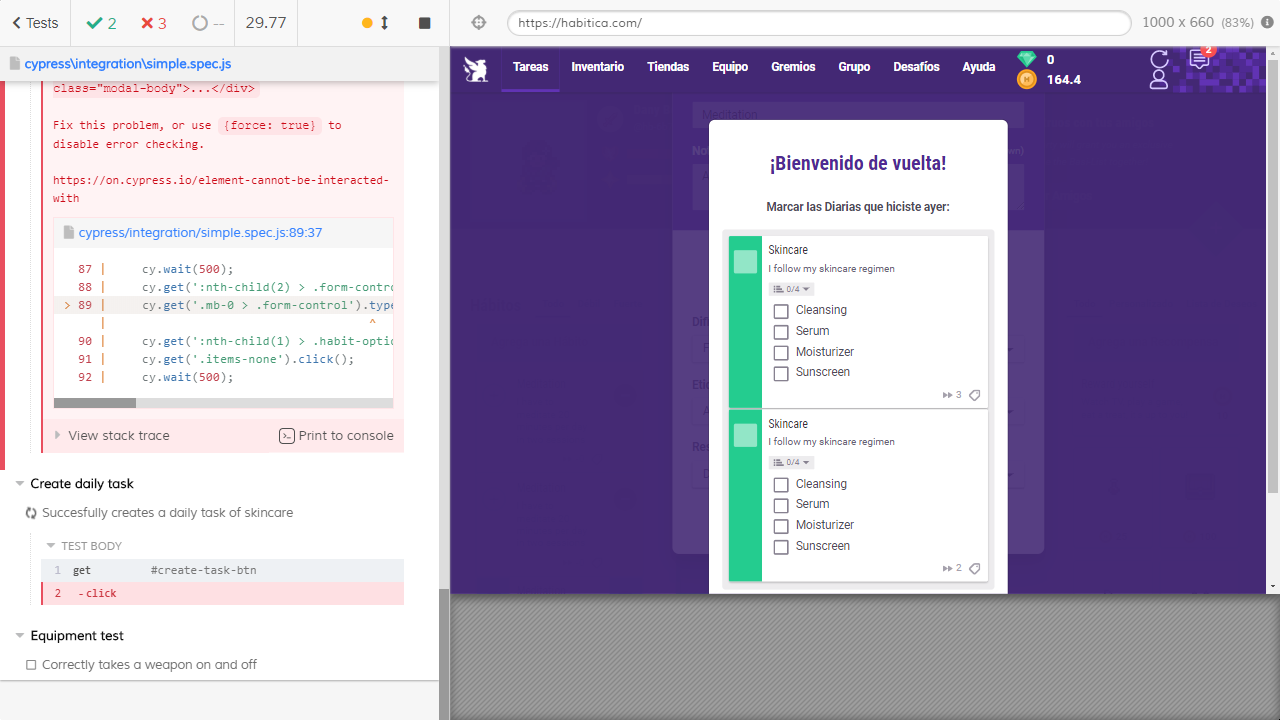 Tests
2
3
--
29.77
https://habitica.com/
1000 x 660 (83%)
cypress\integration\simple.spec.js
class="modal-body">...</div>
Fix this problem, or use {force: true} to
disable error checking.
https://on.cypress.io/element-cannot-be-interacted-
with
cypress/integration/simple.spec.js:89:37
87 | cy.wait(500);
88 | cy.get(':nth-child(2) > .form-contro
> 89 | cy.get('.mb-0 > .form-control').type
| ^
90 | cy.get(':nth-child(1) > .habit-optio
91 | cy.get('.items-none').click();
92 | cy.wait(500);
View stack trace
Print to console
Create daily task
Succesfully creates a daily task of skincare
TEST BODY
1 get #create-task-btn
2 -click
Equipment test
Correctly takes a weapon on and off
Tareas
Inventario
Tiendas
Equipo
Gremios
Grupo
Desafíos
Ayuda
0
164.4
2
Meditation
¡Bienvenido de vuelta!
Marcar las Diarias que hiciste ayer:
Skincare
I follow my skincare regimen
0/4
Cleansing
Serum
Moisturizer
Sunscreen
3
Skincare
I follow my skincare regimen
0/4
Cleansing
Serum
Moisturizer
Sunscreen
2